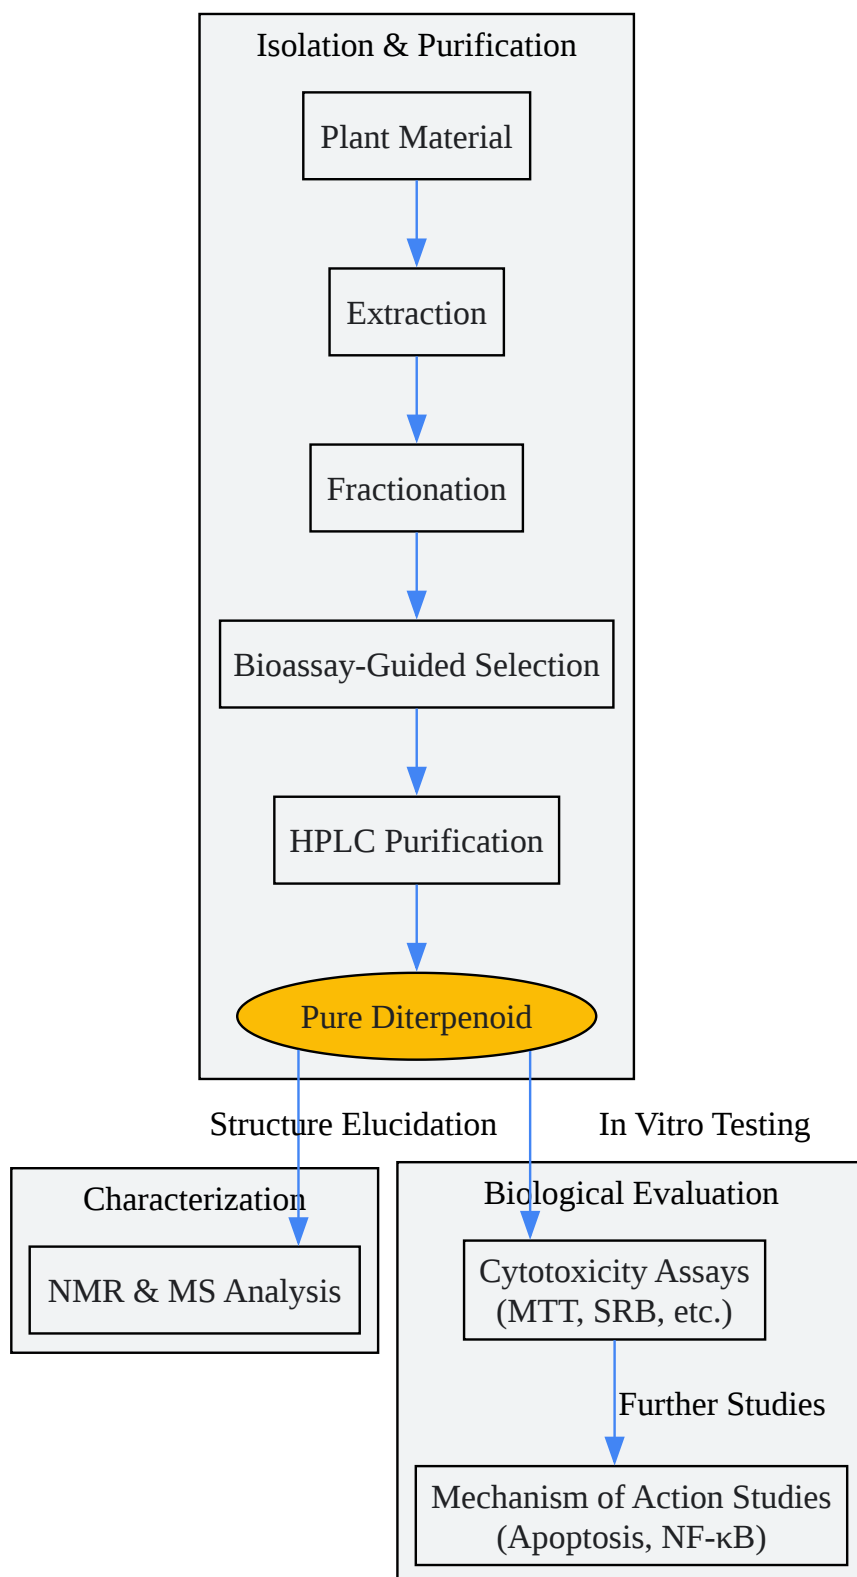 Isolation & Purification
Plant Material
Extraction
Fractionation
Bioassay-Guided Selection
HPLC Purification
Pure Diterpenoid
Structure Elucidation
In Vitro Testing
Characterization
NMR & MS Analysis
Biological Evaluation
Cytotoxicity Assays
(MTT, SRB, etc.)
Further Studies
Mechanism of Action Studies
(Apoptosis, NF-κB)